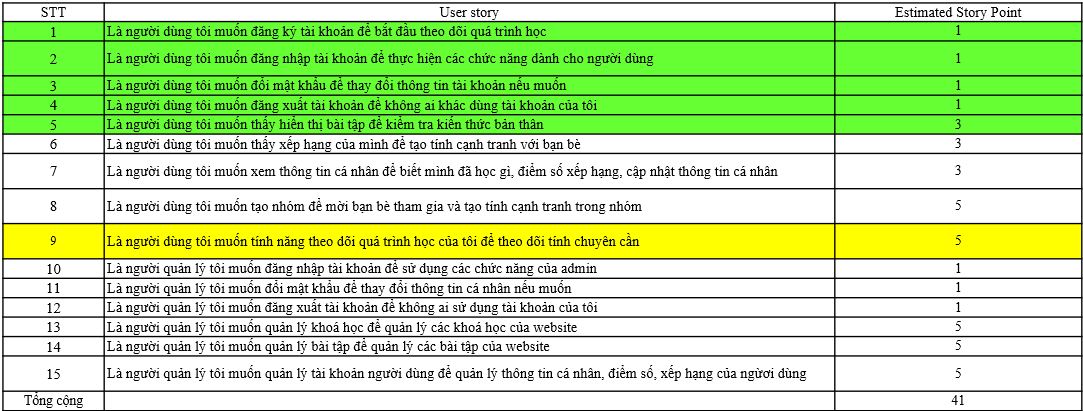 STT User story Estimated Story Point
1 Là người dùng tôi muốn đăng ký tài khoản để bắt đầu theo dõi quá trình học 1
2 Là người dùng tôi muốn đăng nhập tài khoản để thực hiện các chức năng dành cho người dùng 1
3 Là người dùng tôi muốn đổi mật khẩu để thay đổi thông tin tài khoản nếu muốn 1
4 Là người dùng tôi muốn đăng xuất tài khoản để không ai khác dùng tài khoản của tôi 1
5 Là người dùng tôi muốn thấy hiển thị bài tập để kiểm tra kiến thức bản thân 3
6 Là người dùng tôi muốn thấy xếp hạng của mình để tạo tính cạnh tranh với bạn bè 3
7 Là người dùng tôi muốn xem thông tin cá nhân để biết mình đã học gì, điểm số xếp hạng, cập nhật thông tin cá nhân 3
8 Là người dùng tôi muốn tạo nhóm để mời bạn bè tham gia và tạo tính cạnh tranh trong nhóm 5
9 Là người dùng tôi muốn tính năng theo dõi quá trình học của tôi để theo dõi tính chuyên cần 5
10 Là người quản lý tôi muốn đăng nhập tài khoản để sử dụng các chức năng của admin 1
11 Là người quản lý tôi muốn đổi mật khẩu để thay đổi thông tin cá nhân nếu muốn 1
12 Là người quản lý tôi muốn đăng xuất tài khoản để không ai sử dụng tài khoản của tôi 1
13 Là người quản lý tôi muốn quản lý khoá học để quản lý các khoá học của website 5
14 Là người quản lý tôi muốn quản lý bài tập để quản lý các bài tập của website 5
15 Là người quản lý tôi muốn quản lý tài khoản người dùng để quản lý thông tin cá nhân, điểm số, xếp hạng của ngừơi dùng 5
Tổng cộng 41